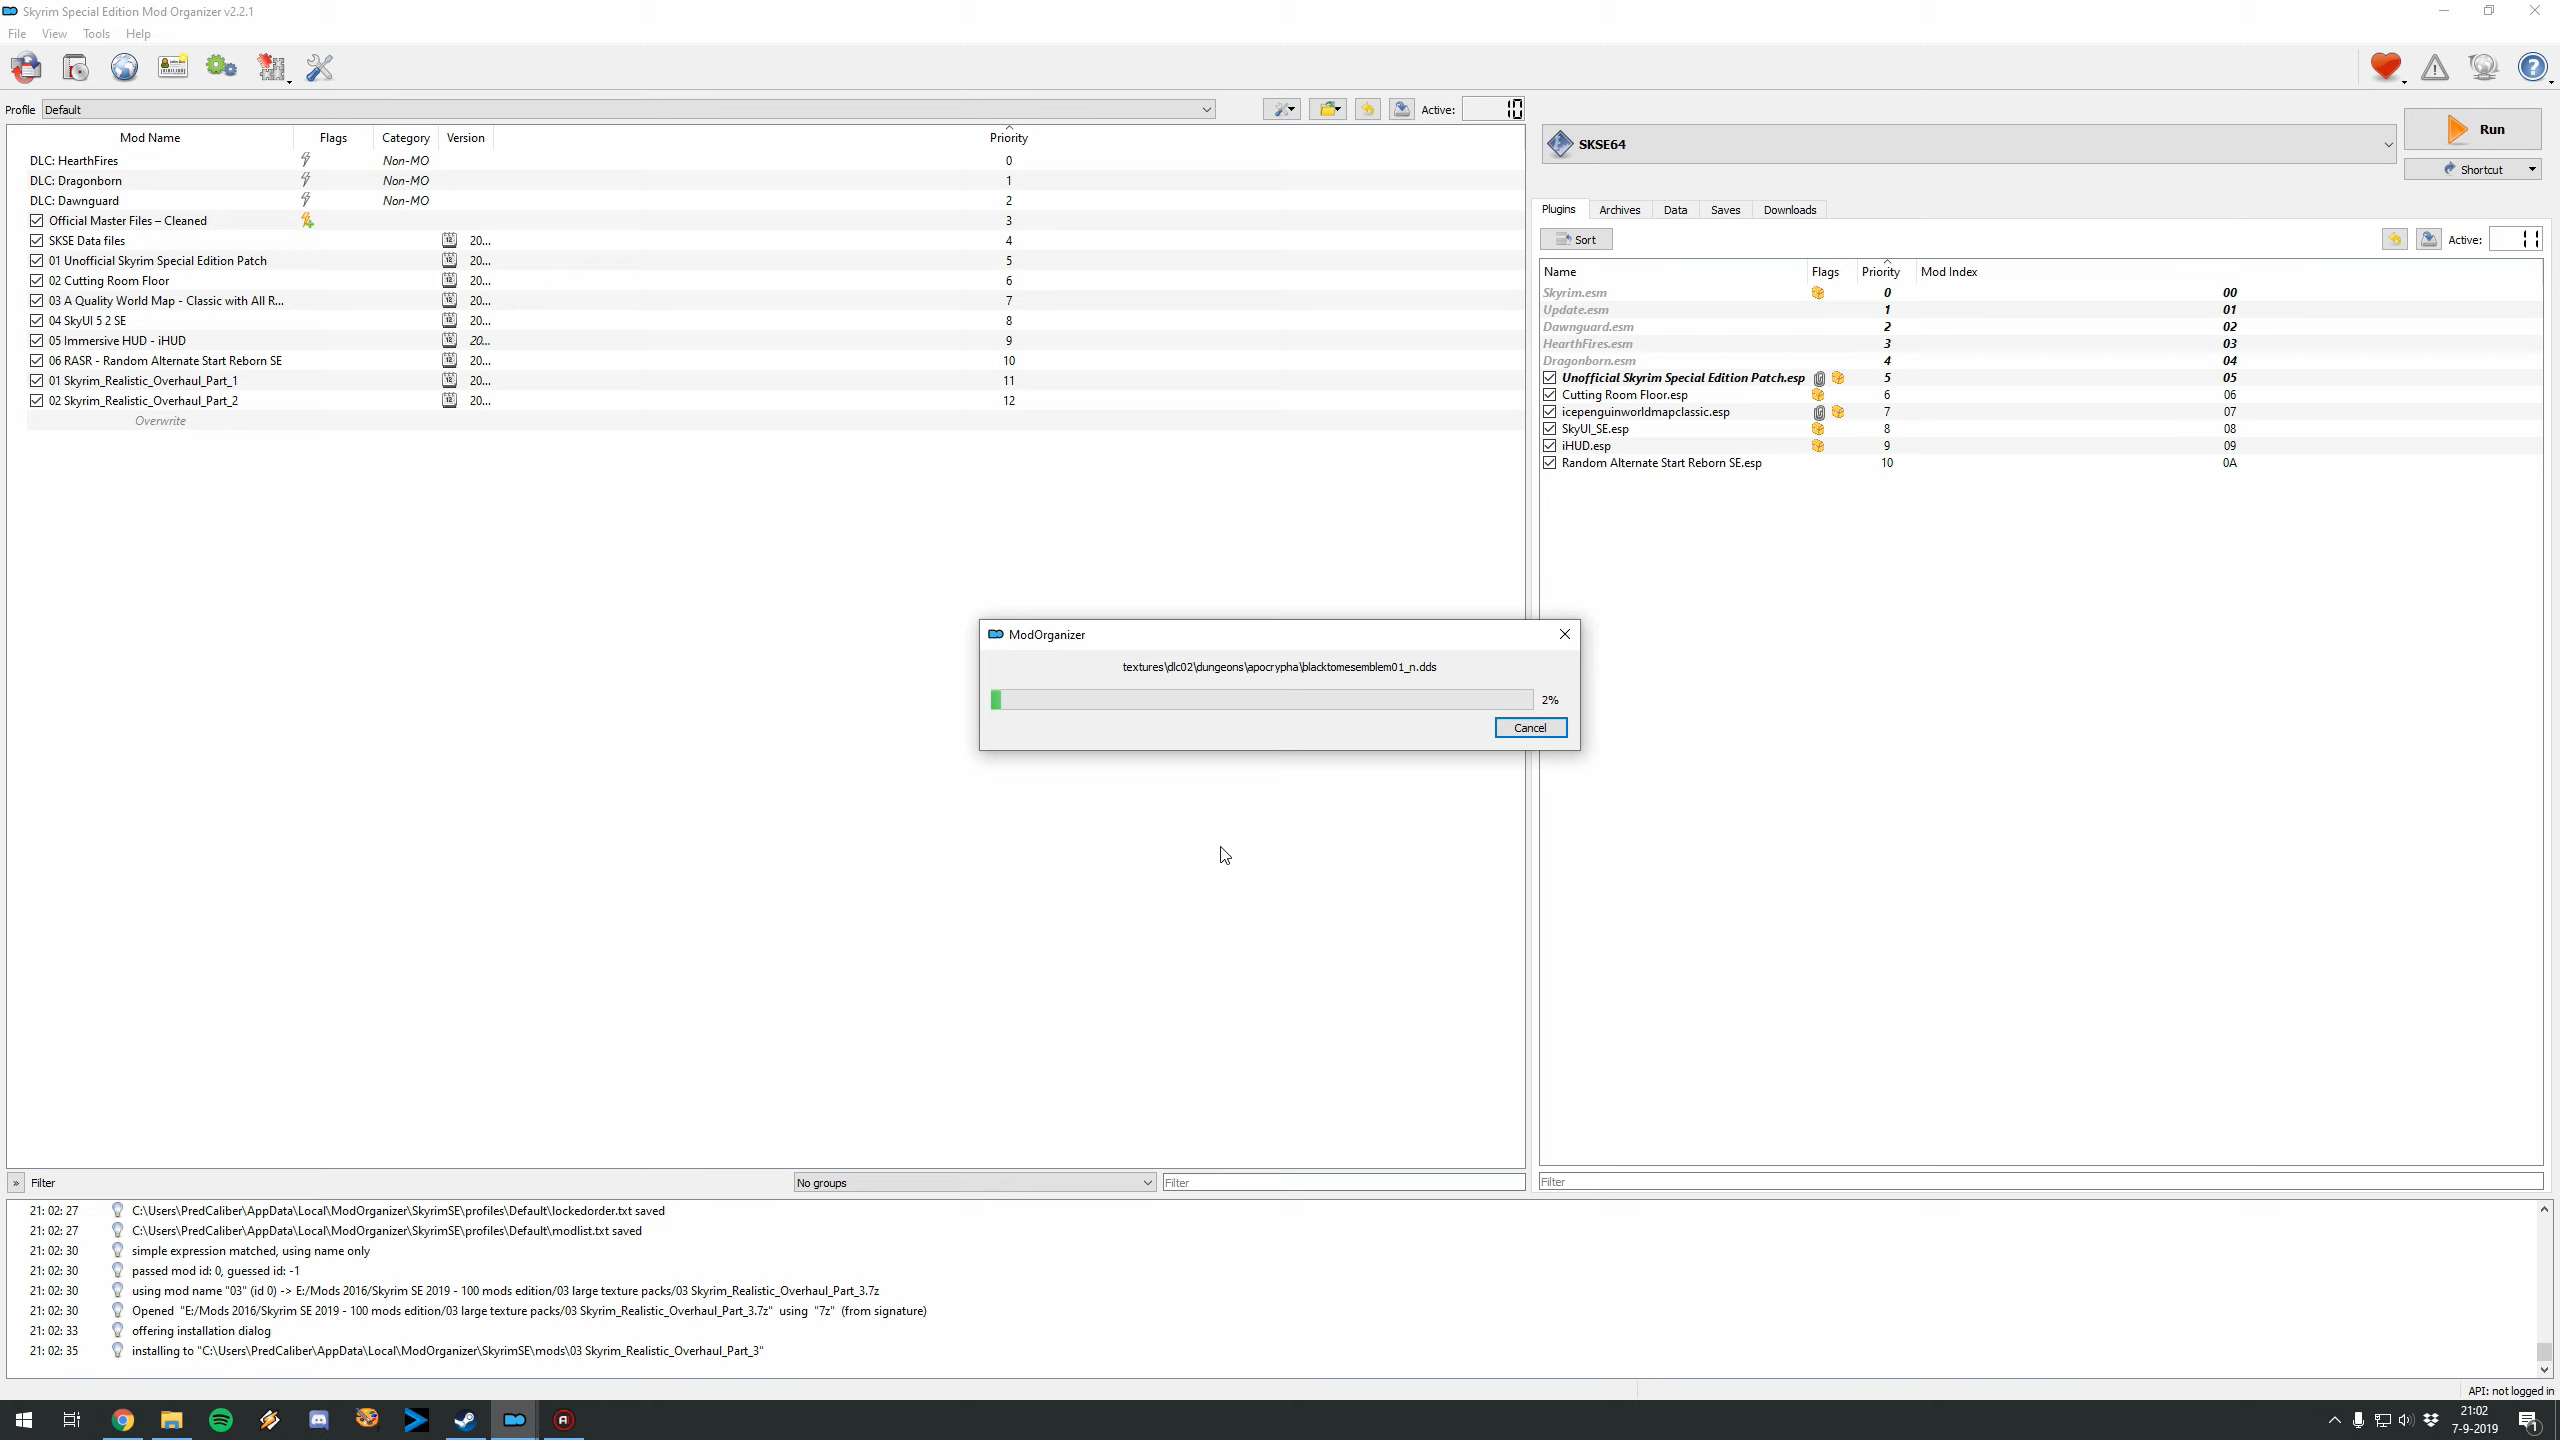 Skyrim Special Edition Mod Organizer v2.2.1
File View Tools Help
Profile Default Active: 10
Mod Name Flags Category Version Priority
DLC: HearthFires Non-MO 0
DLC: Dragonborn Non-MO 1
DLC: Dawnguard Non-MO 2
Official Master Files – Cleaned 3
SKSE Data files 20... 4
01 Unofficial Skyrim Special Edition Patch 20... 5
02 Cutting Room Floor 20... 6
03 A Quality World Map - Classic with All R... 20... 7
04 SkyUI 5 2 SE 20... 8
05 Immersive HUD - iHUD 20... 9
06 RASR - Random Alternate Start Reborn SE 20... 10
01 Skyrim_Realistic_Overhaul_Part_1 20... 11
02 Skyrim_Realistic_Overhaul_Part_2 20... 12
Overwrite
SKSE64
Run
Shortcut
Plugins Archives Data Saves Downloads
Sort Active: 11
Name Flags Priority Mod Index
Skyrim.esm 0 00
Update.esm 1 01
Dawnguard.esm 2 02
HearthFires.esm 3 03
Dragonborn.esm 4 04
Unofficial Skyrim Special Edition Patch.esp 5 05
Cutting Room Floor.esp 6 06
icepenguinworldmapclassic.esp 7 07
SkyUI_SE.esp 8 08
iHUD.esp 9 09
Random Alternate Start Reborn SE.esp 10 0A
ModOrganizer
textures\dlc02\dungeons\apocrypha\blacktomesemblem01_n.dds
2%
Cancel
» Filter No groups Filter
Filter
21: 02: 27 C:\Users\PredCaliber\AppData\Local\ModOrganizer\SkyrimSE\profiles\Default\lockedorder.txt saved
21: 02: 27 C:\Users\PredCaliber\AppData\Local\ModOrganizer\SkyrimSE\profiles\Default\modlist.txt saved
21: 02: 30 simple expression matched, using name only
21: 02: 30 passed mod id: 0, guessed id: -1
21: 02: 30 using mod name "03" (id 0) -> E:/Mods 2016/Skyrim SE 2019 - 100 mods edition/03 large texture packs/03 Skyrim_Realistic_Overhaul_Part_3.7z
21: 02: 30 Opened "E:/Mods 2016/Skyrim SE 2019 - 100 mods edition/03 large texture packs/03 Skyrim_Realistic_Overhaul_Part_3.7z" using "7z" (from signature)
21: 02: 33 offering installation dialog
21: 02: 35 installing to "C:\Users\PredCaliber\AppData\Local\ModOrganizer\SkyrimSE\mods\03 Skyrim_Realistic_Overhaul_Part_3"
API: not logged in
21:02
7-9-2019
1